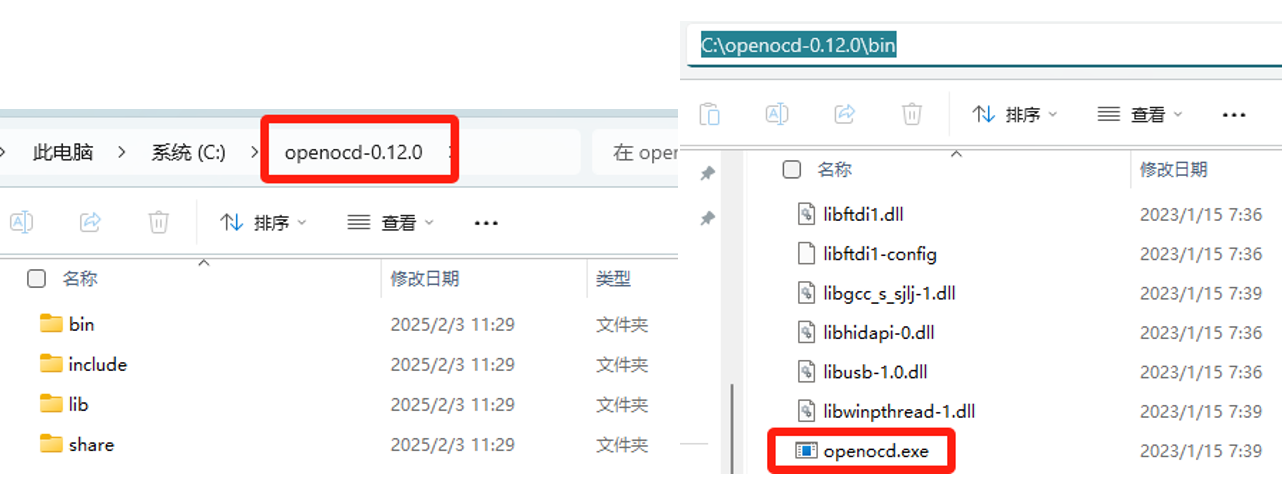 此电脑 系统 (C:) openocd-0.12.0 在 open
排序 查看 ...
名称 修改日期 类型
bin 2025/2/3 11:29 文件夹
include 2025/2/3 11:29 文件夹
lib 2025/2/3 11:29 文件夹
share 2025/2/3 11:29 文件夹
C:\openocd-0.12.0\bin
排序 查看 ...
名称 修改日期
libftdi1.dll 2023/1/15 7:36
libftdi1-config 2023/1/15 7:36
libgcc_s_sjlj-1.dll 2023/1/15 7:39
libhidapi-0.dll 2023/1/15 7:36
libusb-1.0.dll 2023/1/15 7:36
libwinpthread-1.dll 2023/1/15 7:39
openocd.exe 2023/1/15 7:39